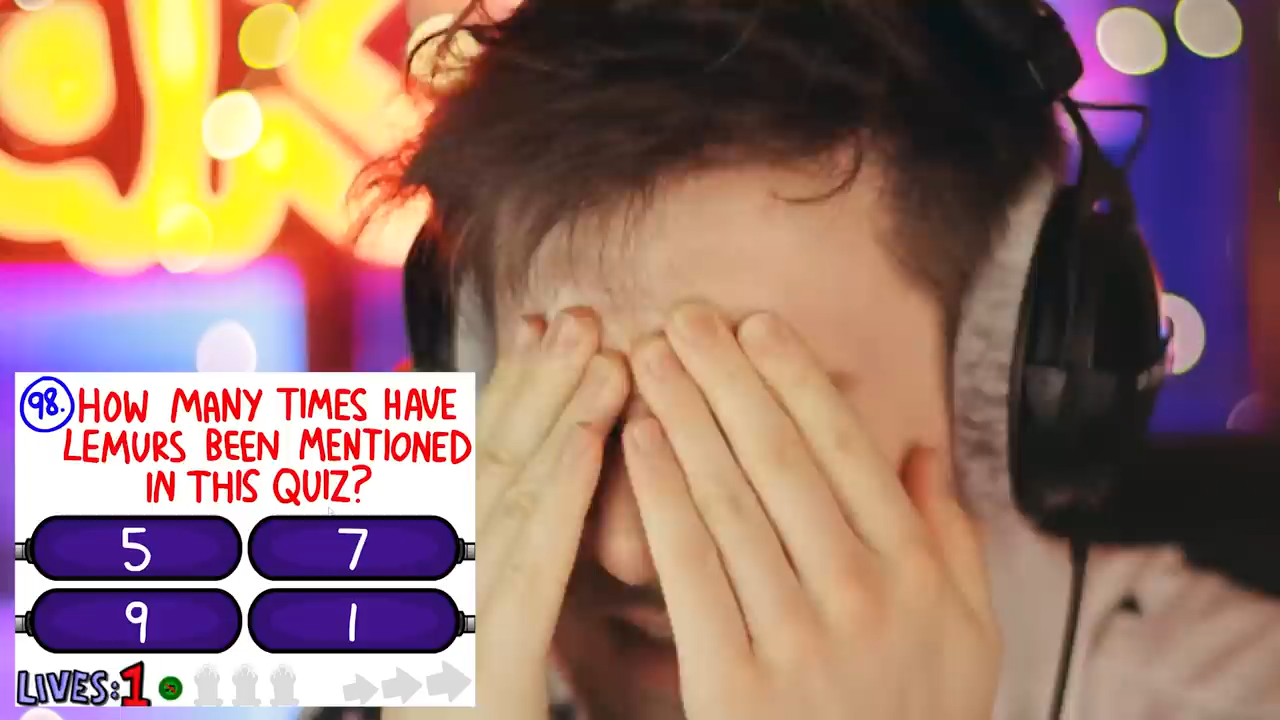 98. HOW MANY TIMES HAVE
LEMURS BEEN MENTIONED
IN THIS QUIZ?
5
7
9
1
LIVES: 1